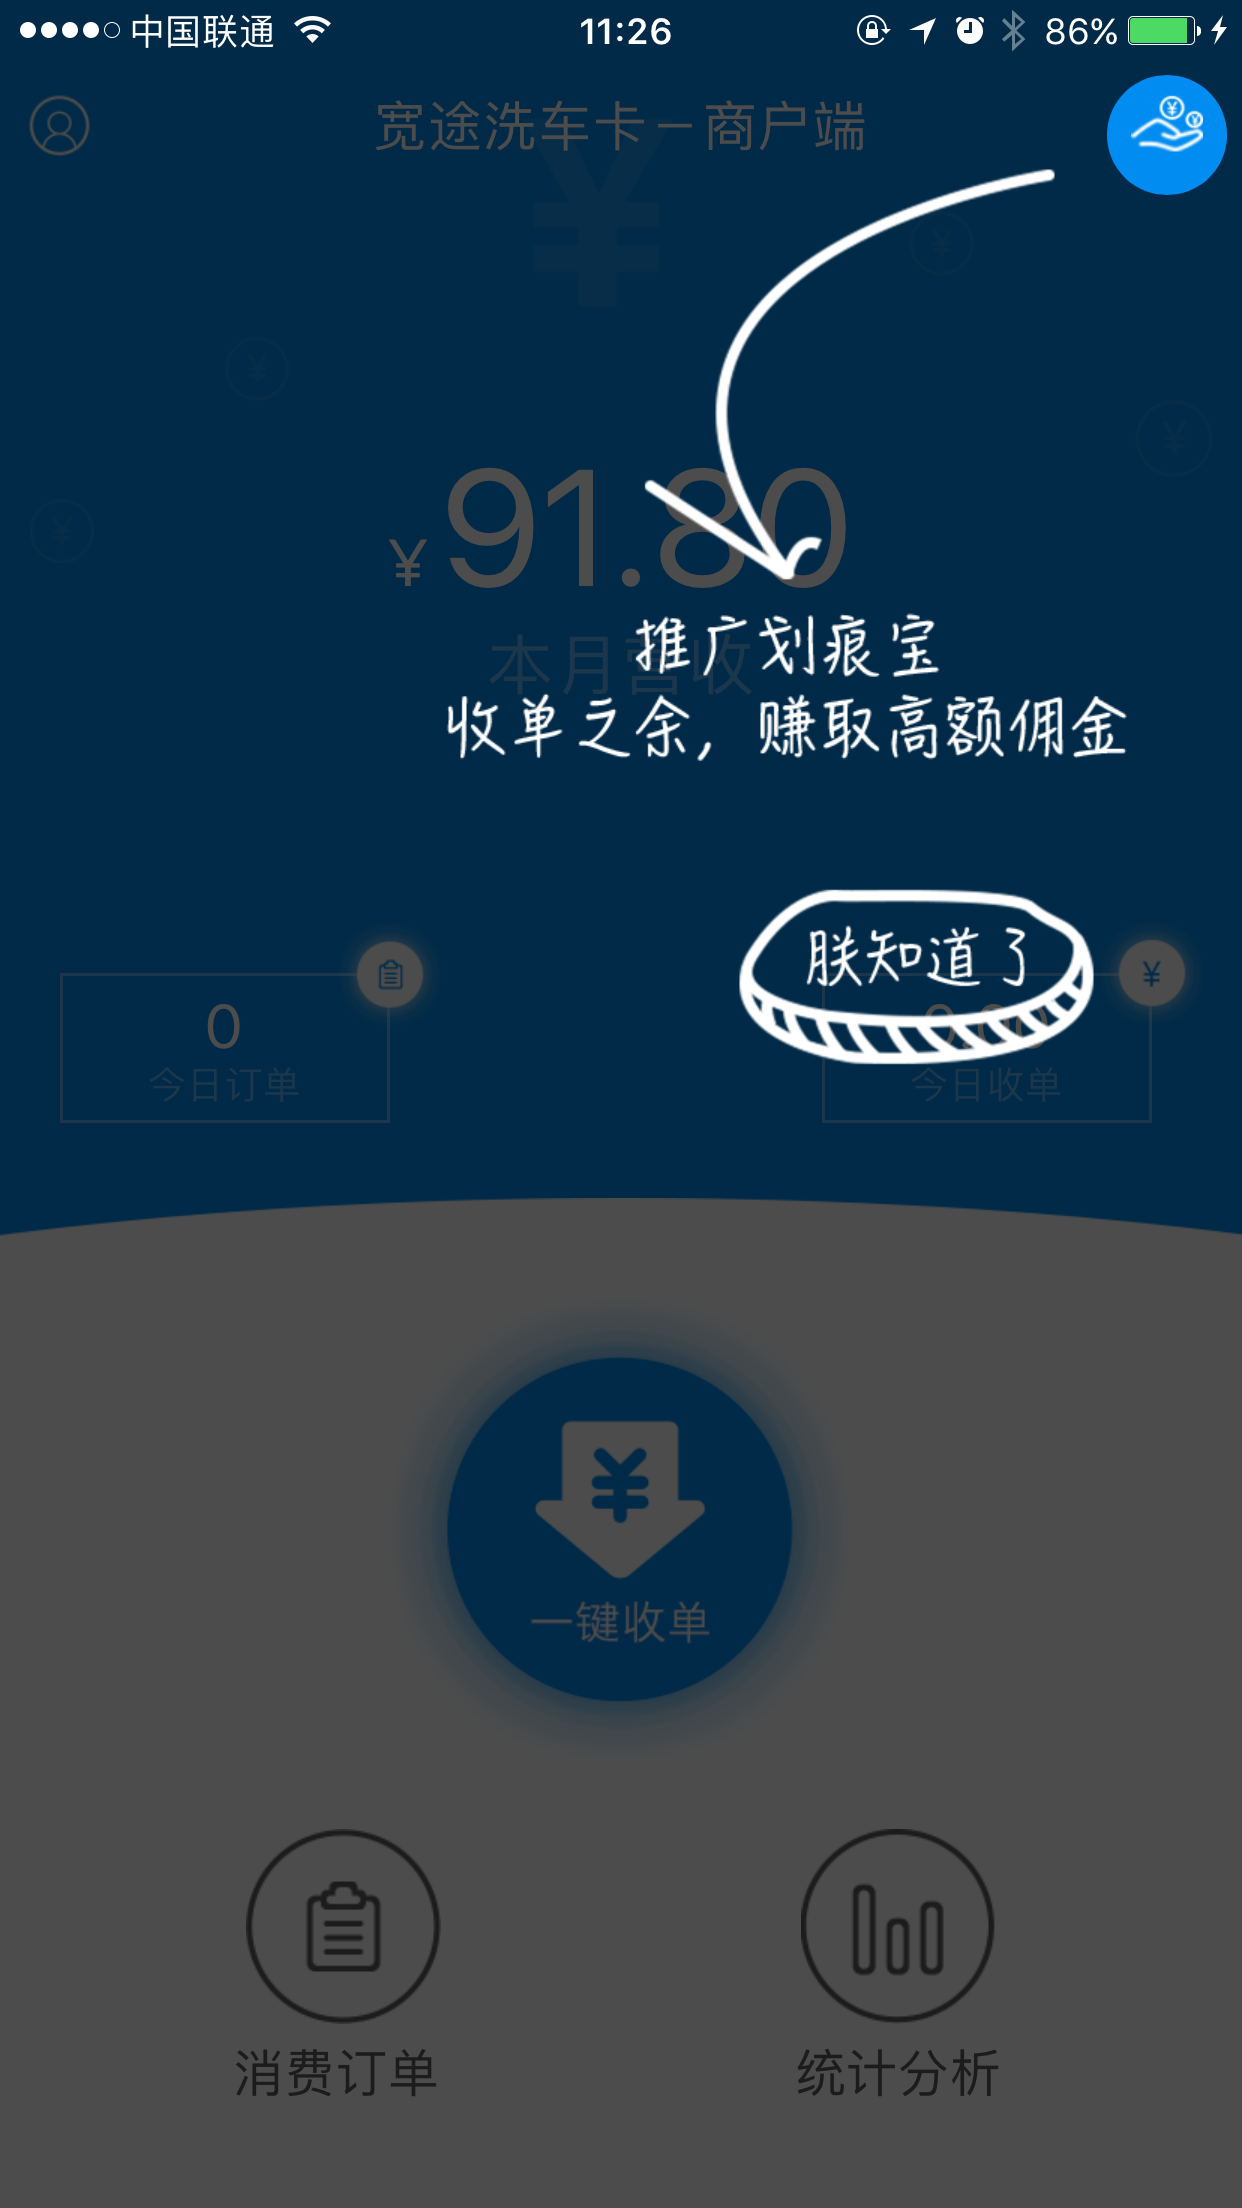 中国联通 11:26 86%
宽途洗车卡－商户端
¥91.80
本月营收
推广划痕宝
收单之余，赚取高额佣金
朕知道了
0
今日订单
0.00
今日收单
一键收单
消费订单
统计分析